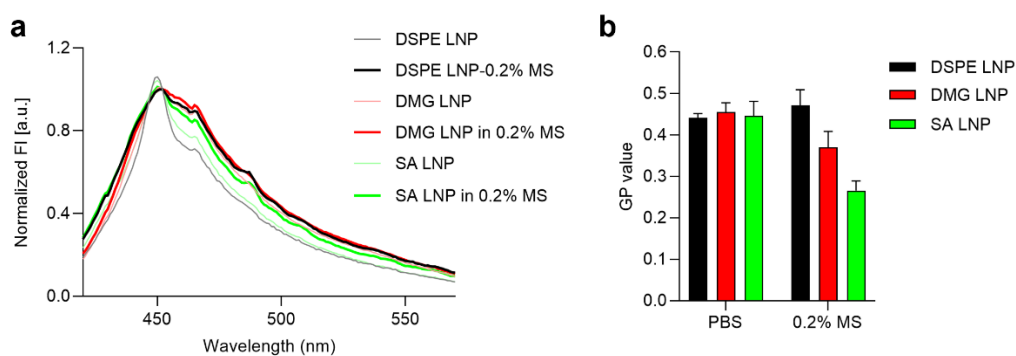 a
1.2
0.8
0.4
0.0
Normalized FI [a.u.]
450
500
550
Wavelength (nm)
DSPE LNP
DSPE LNP-0.2% MS
DMG LNP
DMG LNP in 0.2% MS
SA LNP
SA LNP in 0.2% MS
b
0.6
0.5
0.4
0.3
0.2
0.1
0.0
GP value
PBS
0.2% MS
DSPE LNP
DMG LNP
SA LNP